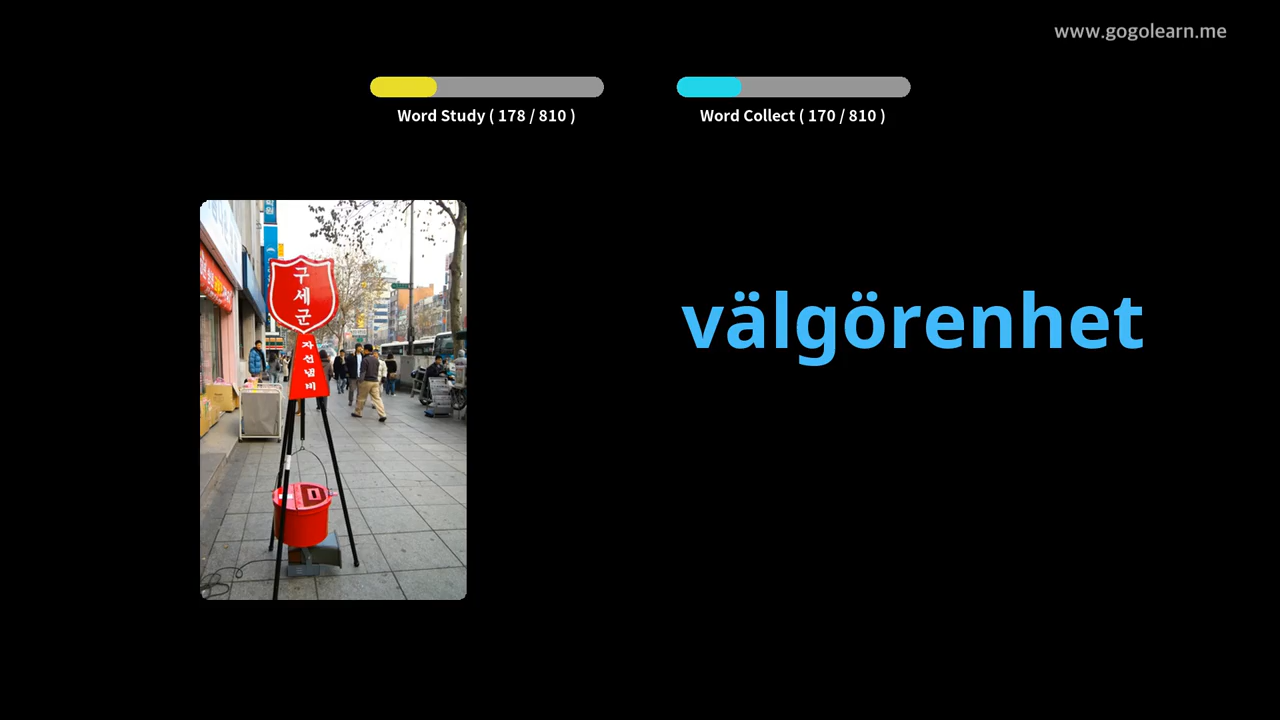 www.gogolearn.me
Word Study ( 178 / 810 )
Word Collect ( 170 / 810 )
구세군
자선냄비
välgörenhet